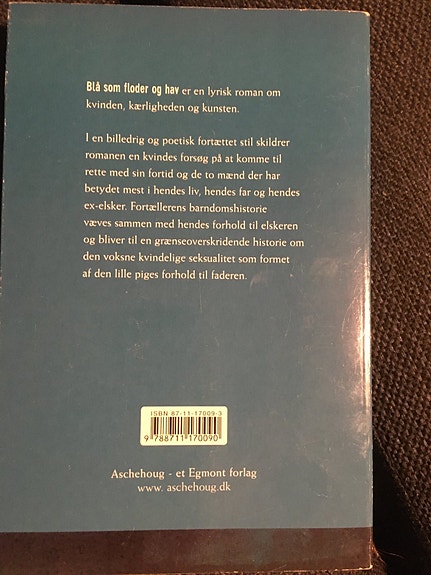 Blå som floder og hav er en lyrisk roman om
kvinden, kærligheden og kunsten.
I en billedrig og poetisk fortættet stil skildrer
romanen en kvindes forsøg på at komme til
rette med sin fortid og de to mænd der har
betydet mest i hendes liv, hendes far og hendes
ex-elsker. Fortællerens barndomshistorie
væves sammen med hendes forhold til elskeren
og bliver til en grænseoverskridende historie om
den voksne kvindelige seksualitet som formet
af den lille piges forhold til faderen.
ISBN 87-11-17009-3
9 788711 170090
Aschehoug - et Egmont forlag
www. aschehoug.dk